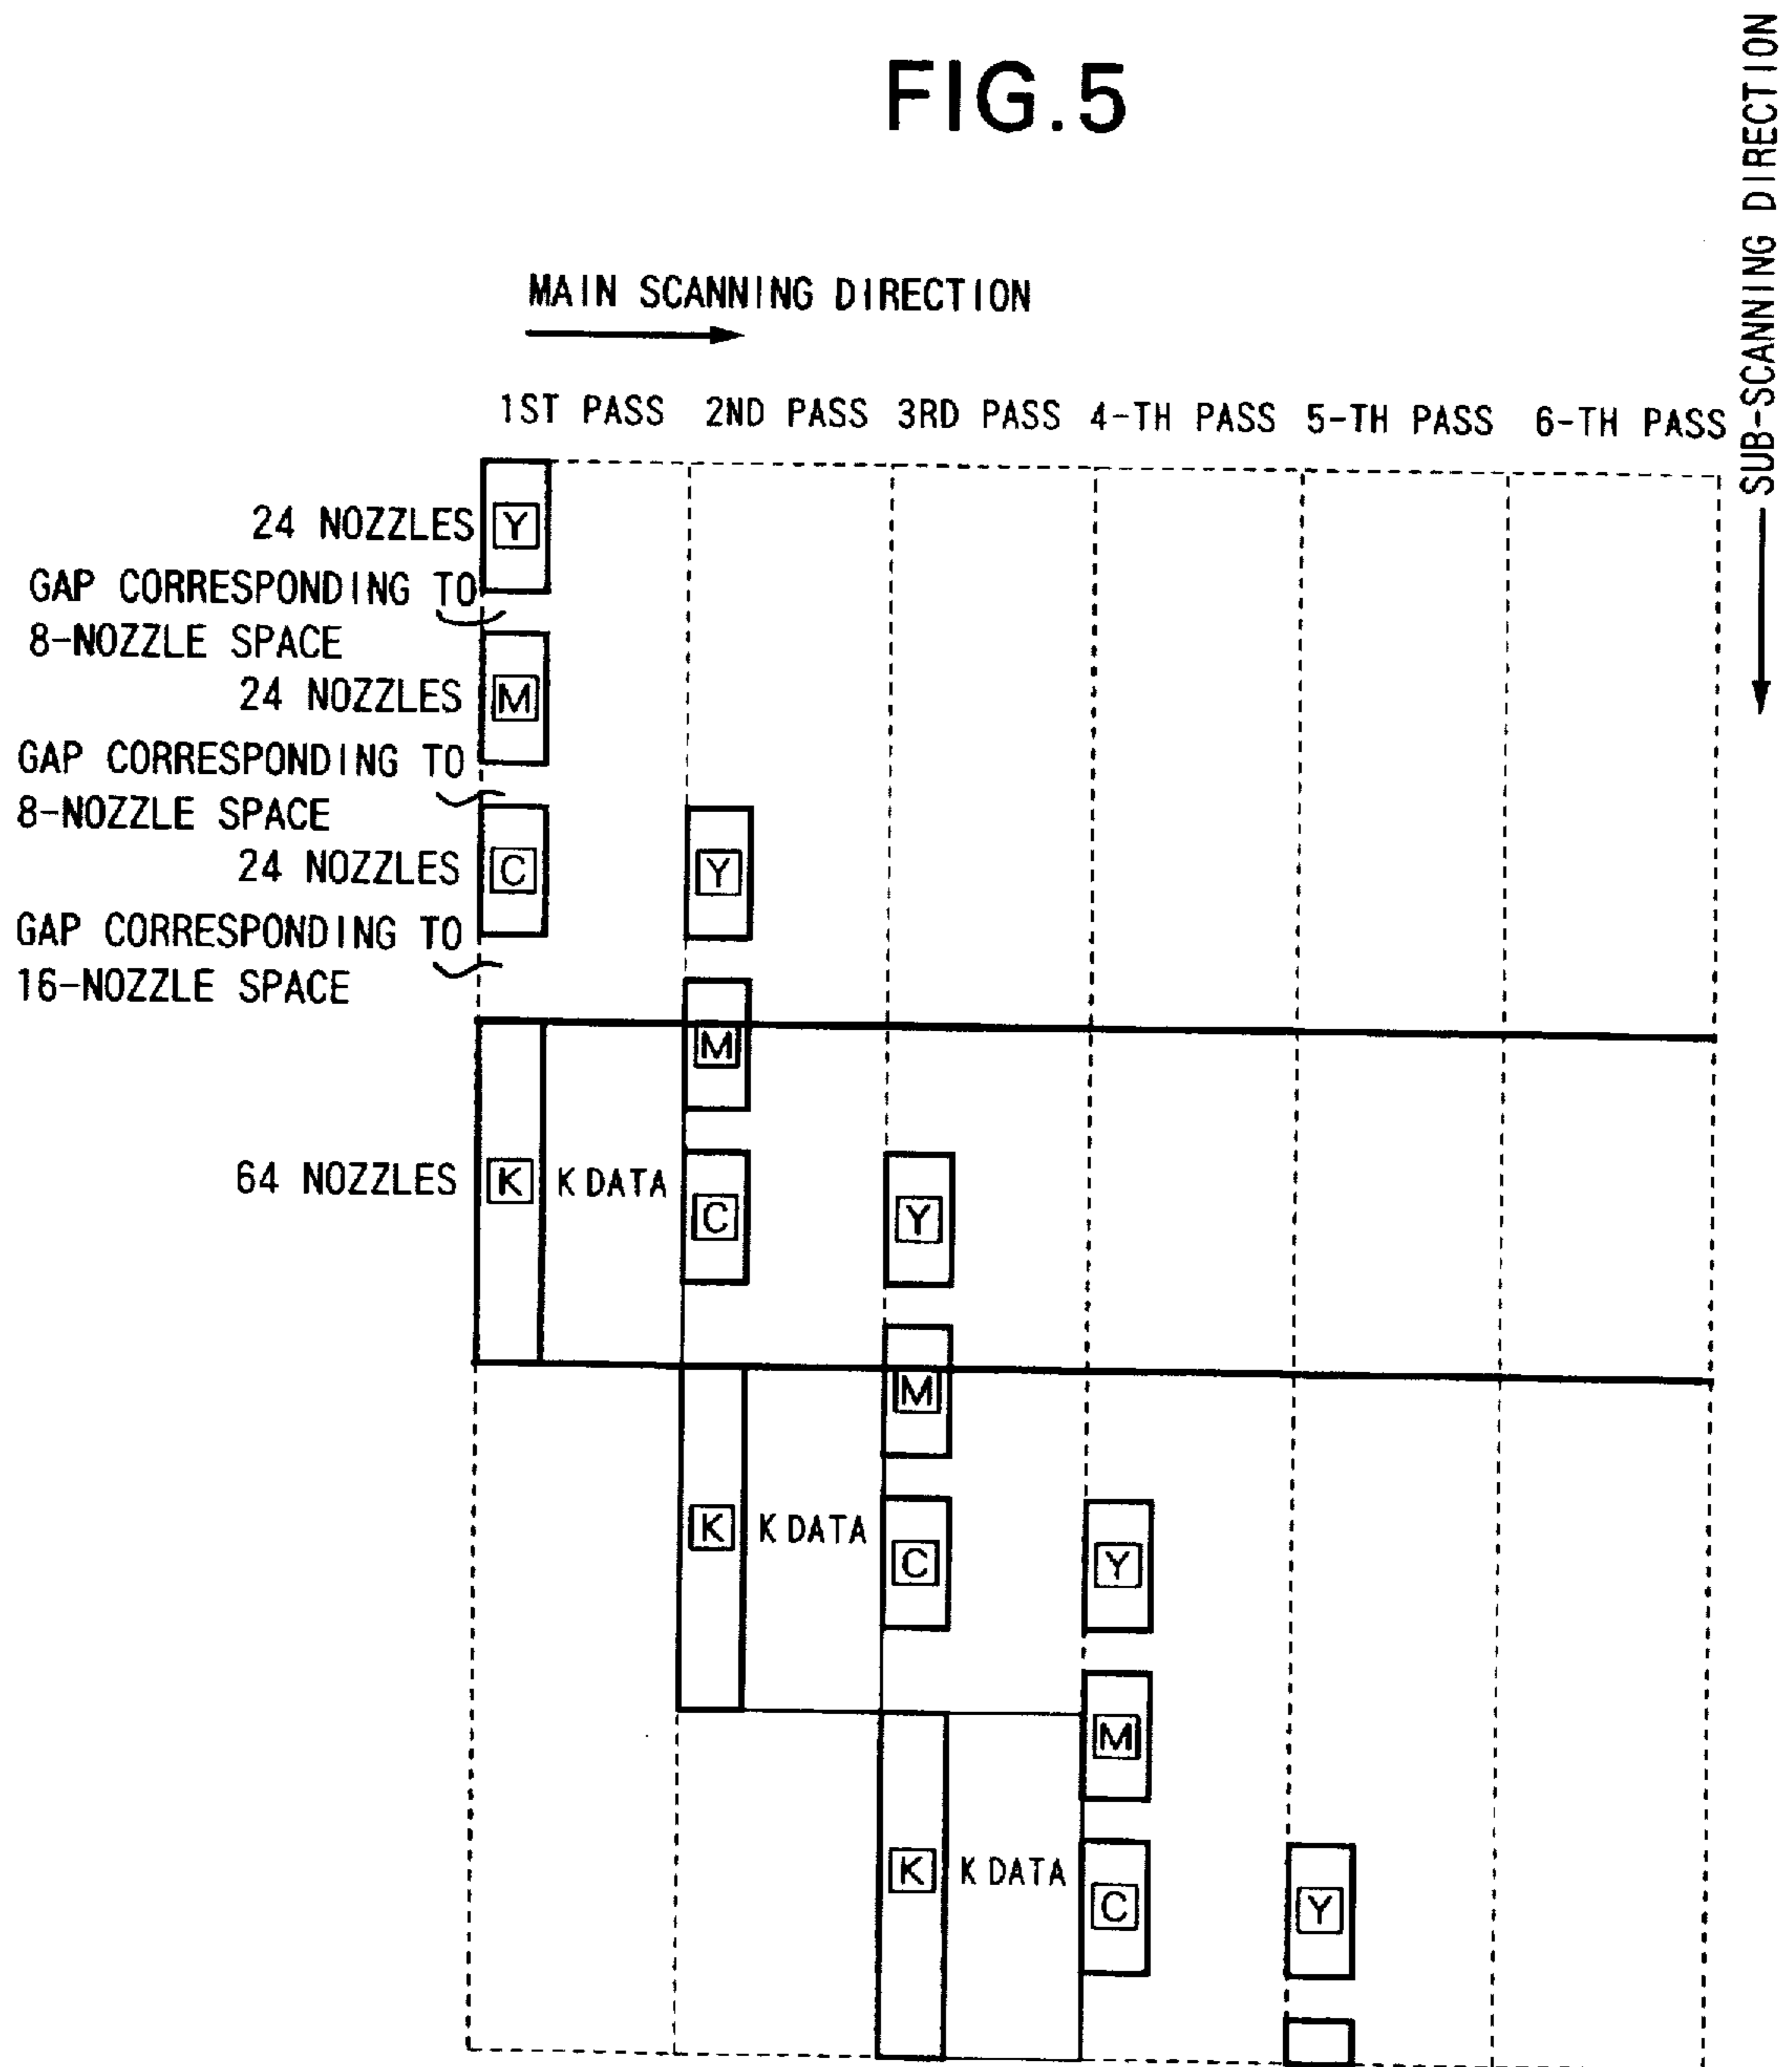 FIG.5
SUB-SCANNING DIRECTION
MAIN SCANNING DIRECTION
1ST PASS 2ND PASS 3RD PASS 4-TH PASS 5-TH PASS 6-TH PASS
24 NOZZLES Y
GAP CORRESPONDING TO
8-NOZZLE SPACE
24 NOZZLES M
GAP CORRESPONDING TO
8-NOZZLE SPACE
24 NOZZLES C Y
GAP CORRESPONDING TO
16-NOZZLE SPACE
M
64 NOZZLES K K DATA C Y
M
K K DATA C Y
M
K K DATA C Y